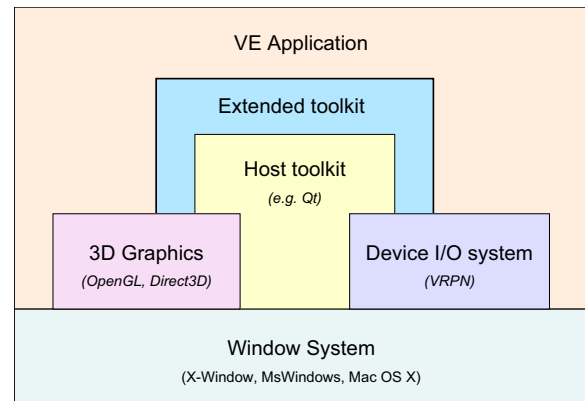 VE Application
Extended toolkit
Host toolkit
(e.g. Qt)
3D Graphics
(OpenGL, Direct3D)
Device I/O system
(VRPN)
Window System
(X-Window, MsWindows, Mac OS X)